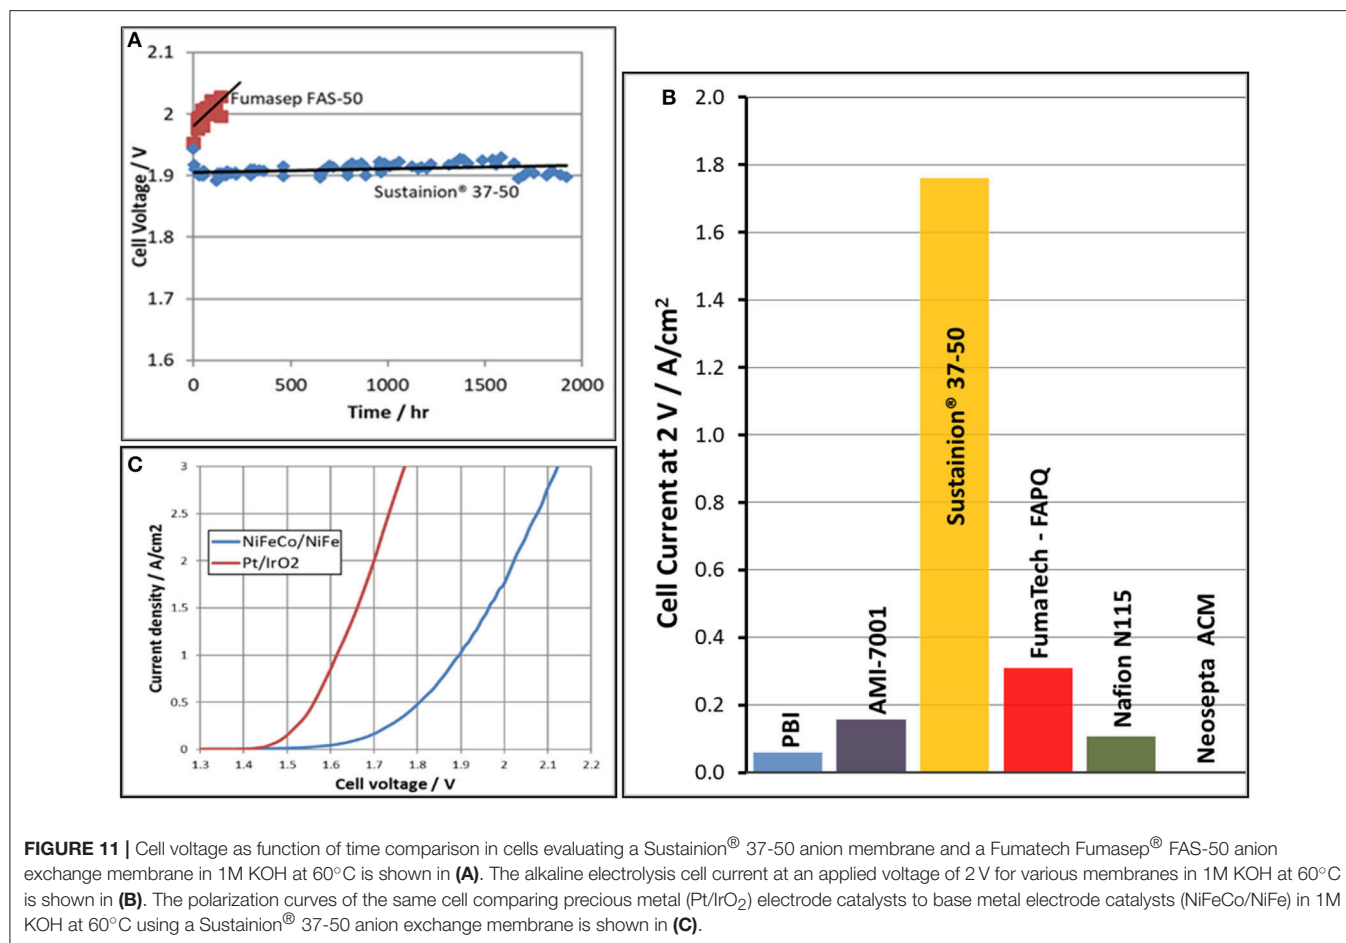 A
2.1
2
1.9
1.8
1.7
1.6
Cell Voltage / V
Fumasep FAS-50
Sustainion® 37-50
0
500
1000
1500
2000
Time / hr
B
2.0
1.8
1.6
1.4
1.2
1.0
0.8
0.6
0.4
0.2
0.0
Cell Current at 2 V / A/cm²
PBI
AMI-7001
Sustainion® 37-50
FumaTech - FAPQ
Nafion N115
Neosepta ACM
C
3
2.5
2
1.5
1
0.5
0
Current density / A/cm2
NiFeCo/NiFe
Pt/IrO2
1.3
1.4
1.5
1.6
1.7
1.8
1.9
2
2.1
2.2
Cell voltage / V
FIGURE 11 | Cell voltage as function of time comparison in cells evaluating a Sustainion® 37-50 anion membrane and a Fumatech Fumasep® FAS-50 anion
exchange membrane in 1M KOH at 60°C is shown in (A). The alkaline electrolysis cell current at an applied voltage of 2 V for various membranes in 1M KOH at 60°C
is shown in (B). The polarization curves of the same cell comparing precious metal (Pt/IrO₂) electrode catalysts to base metal electrode catalysts (NiFeCo/NiFe) in 1M
KOH at 60°C using a Sustainion® 37-50 anion exchange membrane is shown in (C).